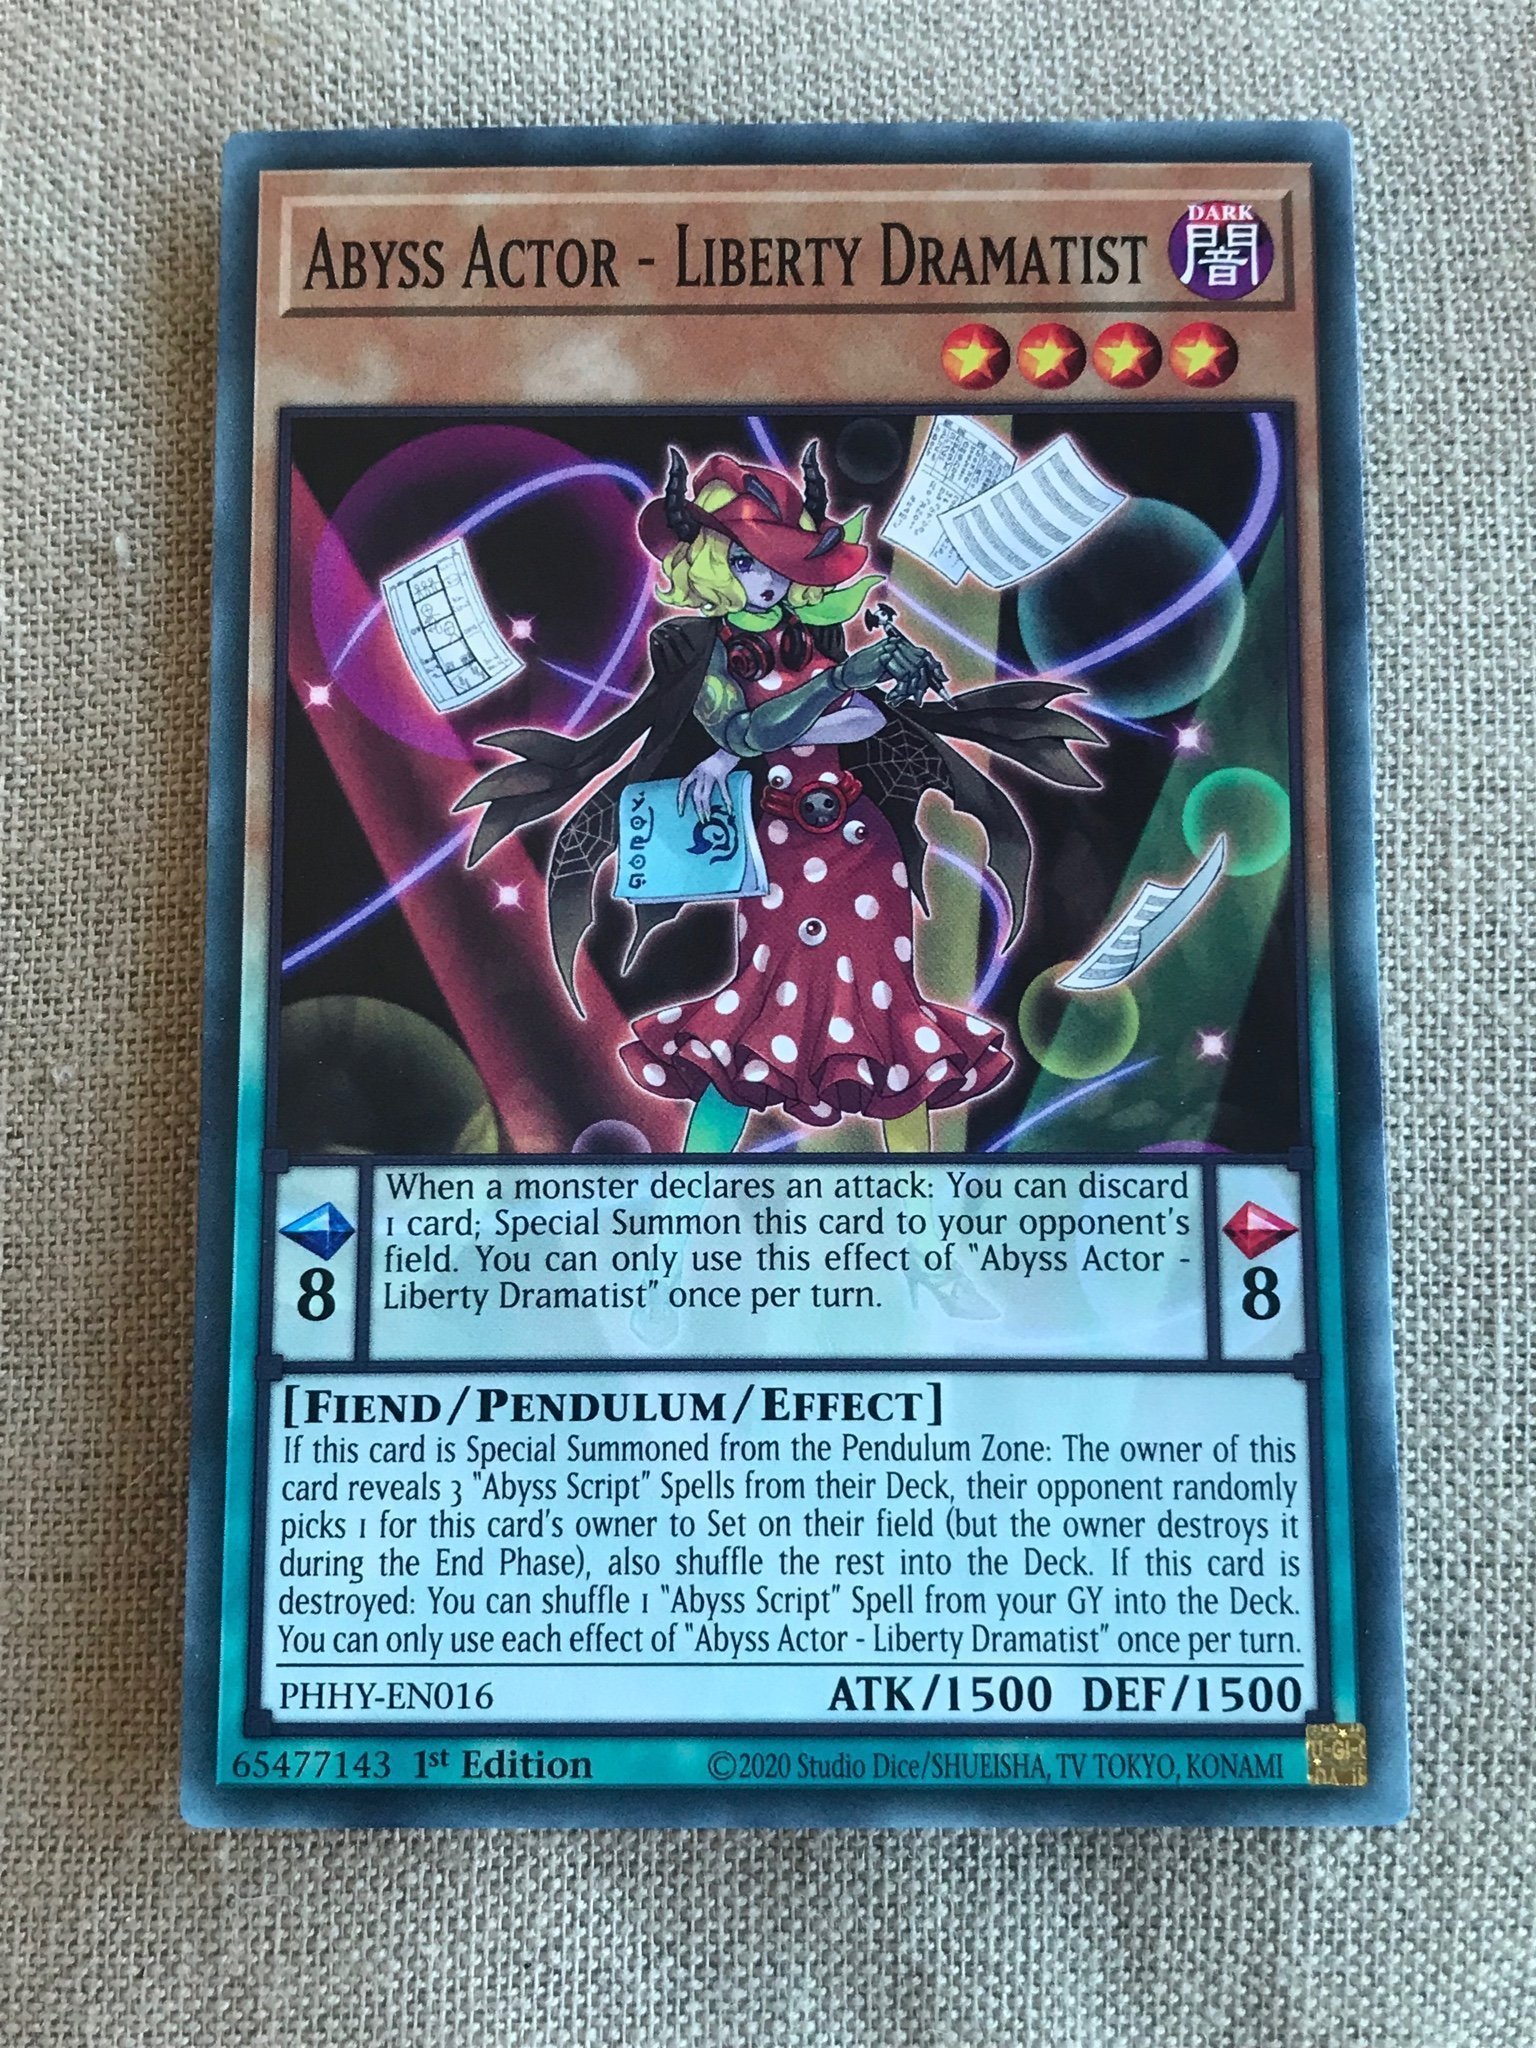 ABYSS ACTOR - LIBERTY DRAMATIST
DARK
闇
When a monster declares an attack: You can discard
1 card; Special Summon this card to your opponent's
field. You can only use this effect of "Abyss Actor -
Liberty Dramatist" once per turn.
8
8
[FIEND/PENDULUM/EFFECT]
If this card is Special Summoned from the Pendulum Zone: The owner of this
card reveals 3 "Abyss Script" Spells from their Deck, their opponent randomly
picks 1 for this card's owner to Set on their field (but the owner destroys it
during the End Phase), also shuffle the rest into the Deck. If this card is
destroyed: You can shuffle 1 "Abyss Script" Spell from your GY into the Deck.
You can only use each effect of "Abyss Actor - Liberty Dramatist" once per turn.
PHHY-EN016 ATK/1500 DEF/1500
65477143 1st Edition ©2020 Studio Dice/SHUEISHA, TV TOKYO, KONAMI